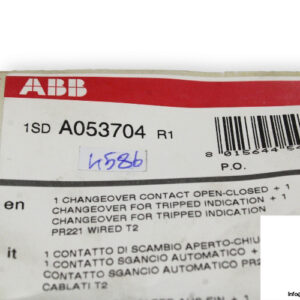 ABB
1SD A053704 R1
4586
8 015644
P.O.
en
1 CHANGEOVER CONTACT OPEN-CLOSED + 1
CHANGEOVER FOR TRIPPED INDICATION + 1
CHANGEOVER FOR TRIPPED INDICATION
PR221 WIRED T2
it
1 CONTATTO DI SCAMBIO APERTO-CHIU
CONTATTO SGANCIO AUTOMATICO +
CONTATTO SGANCIO AUTOMATICO PR2
CABLATI T2